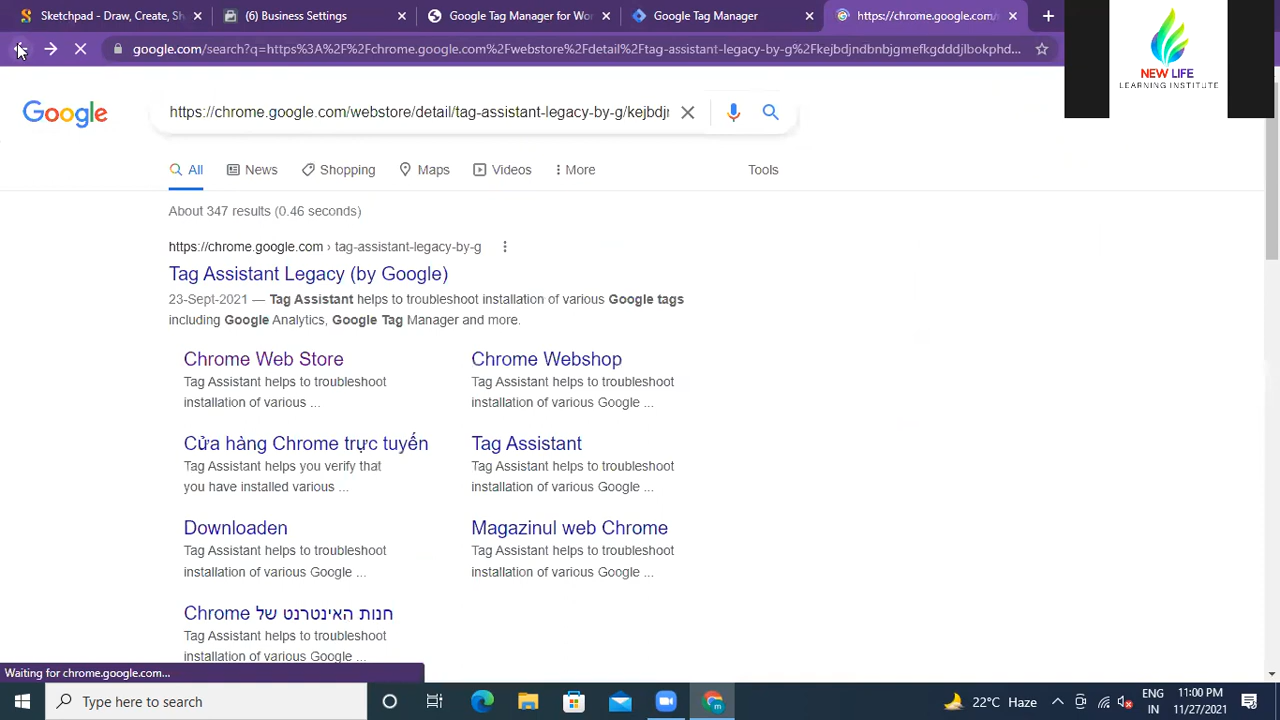 Sketchpad - Draw, Create, Sh
(6) Business Settings
Google Tag Manager for Wo
Google Tag Manager
https://chrome.google.com/
google.com/search?q=https%3A%2F%2Fchrome.google.com%2Fwebstore%2Fdetail%2Ftag-assistant-legacy-by-g%2Fkejbdjndbnbjgmefkgdddjlbokphd...
NEW LIFE
LEARNING INSTITUTE
Google
https://chrome.google.com/webstore/detail/tag-assistant-legacy-by-g/kejbdjr
All
News
Shopping
Maps
Videos
More
Tools
About 347 results (0.46 seconds)
https://chrome.google.com › tag-assistant-legacy-by-g
Tag Assistant Legacy (by Google)
23-Sept-2021 — Tag Assistant helps to troubleshoot installation of various Google tags
including Google Analytics, Google Tag Manager and more.
Chrome Web Store
Tag Assistant helps to troubleshoot
installation of various ...
Chrome Webshop
Tag Assistant helps to troubleshoot
installation of various Google ...
Cửa hàng Chrome trực tuyến
Tag Assistant helps you verify that
you have installed various ...
Tag Assistant
Tag Assistant helps to troubleshoot
installation of various Google ...
Downloaden
Tag Assistant helps to troubleshoot
installation of various Google ...
Magazinul web Chrome
Tag Assistant helps to troubleshoot
installation of various Google ...
חנות האינטרנט של Chrome
Tag Assistant helps to troubleshoot
installation of various Google ...
Waiting for chrome.google.com...
Type here to search
22°C Haze
ENG
IN
11:00 PM
11/27/2021